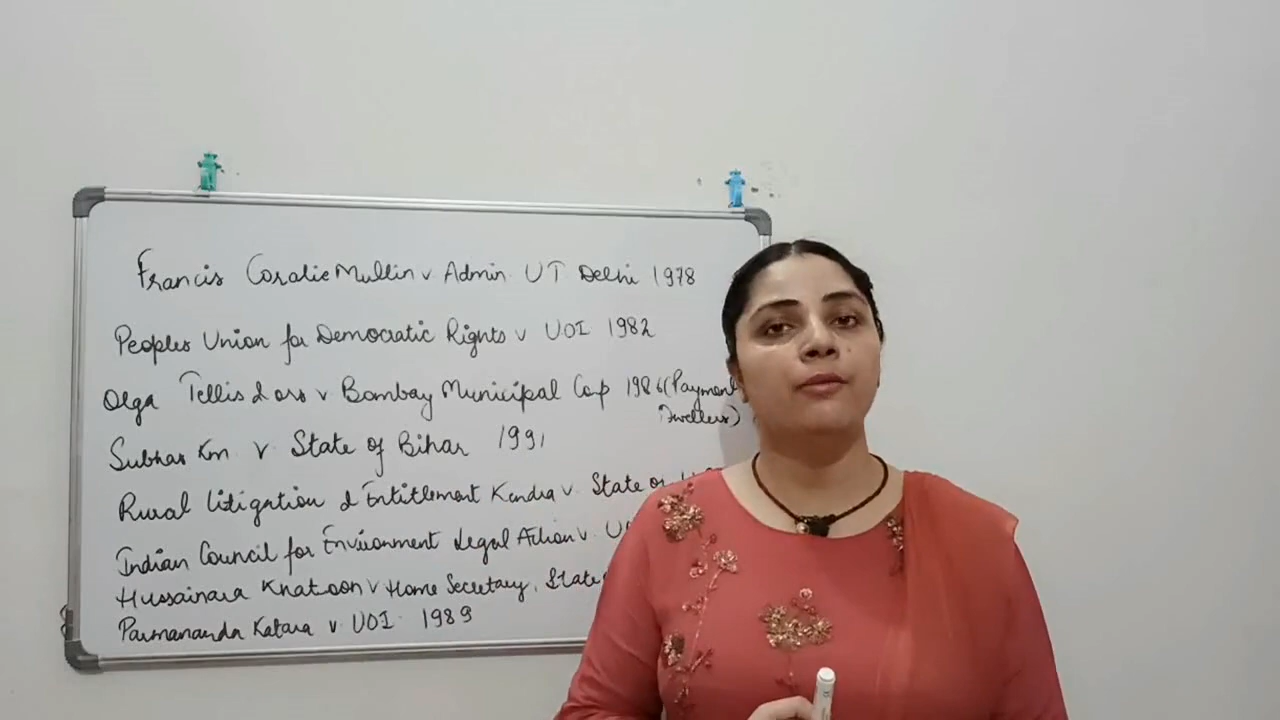 Francis Coralie Mullin v Admin. UT Delhi 1978
Peoples Union for Democratic Rights v UOI 1982
Olga Tellis & ors v Bombay Municipal Cop 1986 (Payment
Dwellers)
Subhas Km v State of Bihar 1991
Rural Litigation & Entitlement Kendra v. State
Indian Council for Environment Legal Action v.
Hussainara Khatoon v Home Secretary, State
Parmananda Katara v UOI 1989